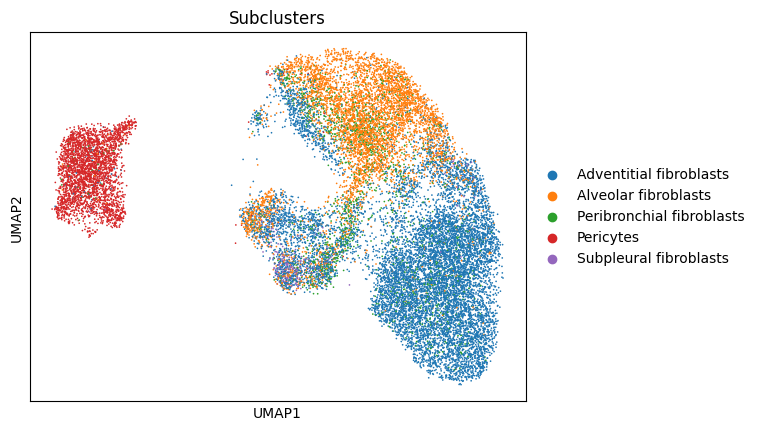 Subclusters
UMAP2
UMAP1
Adventitial fibroblasts
Alveolar fibroblasts
Peribronchial fibroblasts
Pericytes
Subpleural fibroblasts